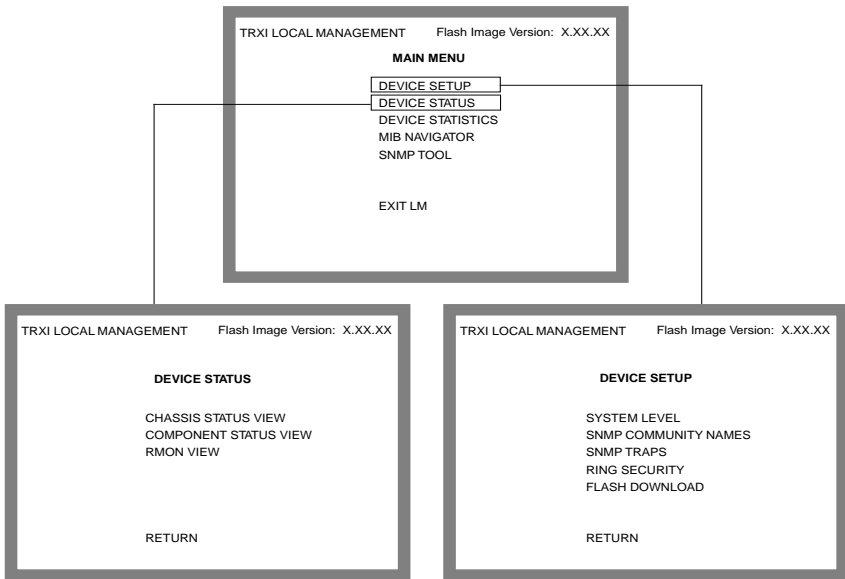 TRXI LOCAL MANAGEMENT Flash Image Version: X.XX.XX
MAIN MENU
DEVICE SETUP
DEVICE STATUS
DEVICE STATISTICS
MIB NAVIGATOR
SNMP TOOL
EXIT LM
TRXI LOCAL MANAGEMENT Flash Image Version: X.XX.XX
DEVICE STATUS
CHASSIS STATUS VIEW
COMPONENT STATUS VIEW
RMON VIEW
RETURN
TRXI LOCAL MANAGEMENT Flash Image Version: X.XX.XX
DEVICE SETUP
SYSTEM LEVEL
SNMP COMMUNITY NAMES
SNMP TRAPS
RING SECURITY
FLASH DOWNLOAD
RETURN